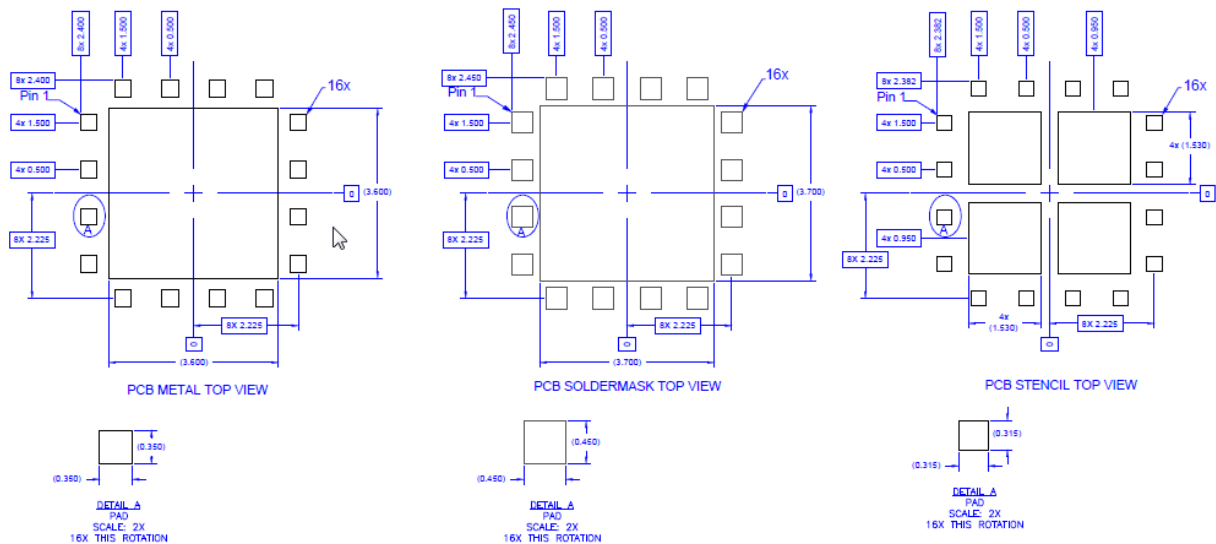 8x 2.400
4x 1.500
4x 0.500
8x 2.400
Pin 1
16x
4x 1.500
4x 0.500
0
(3.600)
A
8X 2.225
8X 2.225
0
(3.600)
PCB METAL TOP VIEW
(0.350)
(0.350)
DETAIL A
PAD
SCALE: 2X
16X THIS ROTATION
8x 2.450
4x 1.500
4x 0.500
8x 2.450
Pin 1
16x
4x 1.500
4x 0.500
0
(3.700)
A
8X 2.225
8X 2.225
0
(3.700)
PCB SOLDERMASK TOP VIEW
(0.450)
(0.450)
DETAIL A
PAD
SCALE: 2X
16X THIS ROTATION
8x 2.382
4x 1.500
4x 0.500
4x 0.950
8x 2.382
Pin 1
16x
4x 1.500
4x (1.530)
4x 0.500
0
A
4x 0.950
8X 2.225
4x
(1.530)
8X 2.225
0
PCB STENCIL TOP VIEW
(0.315)
(0.315)
DETAIL A
PAD
SCALE: 2X
16X THIS ROTATION